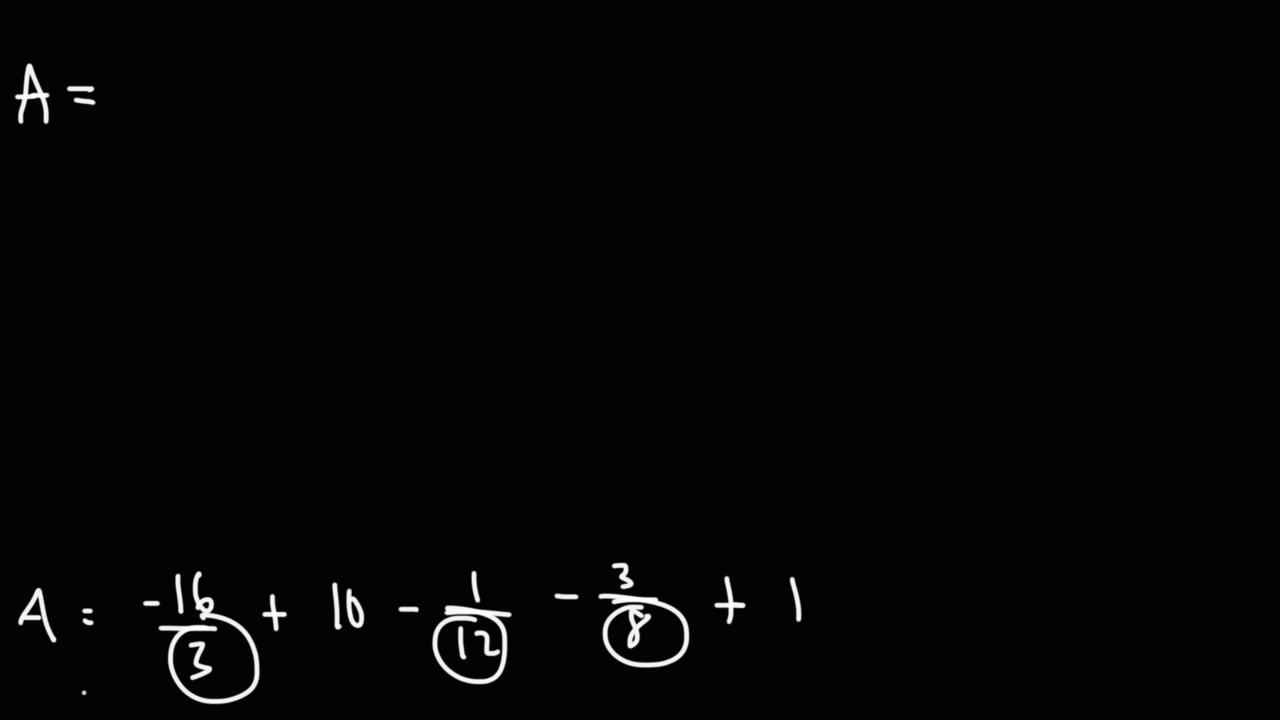 A =
A = -16/3 + 10 - 1/12 - 3/8 + 1